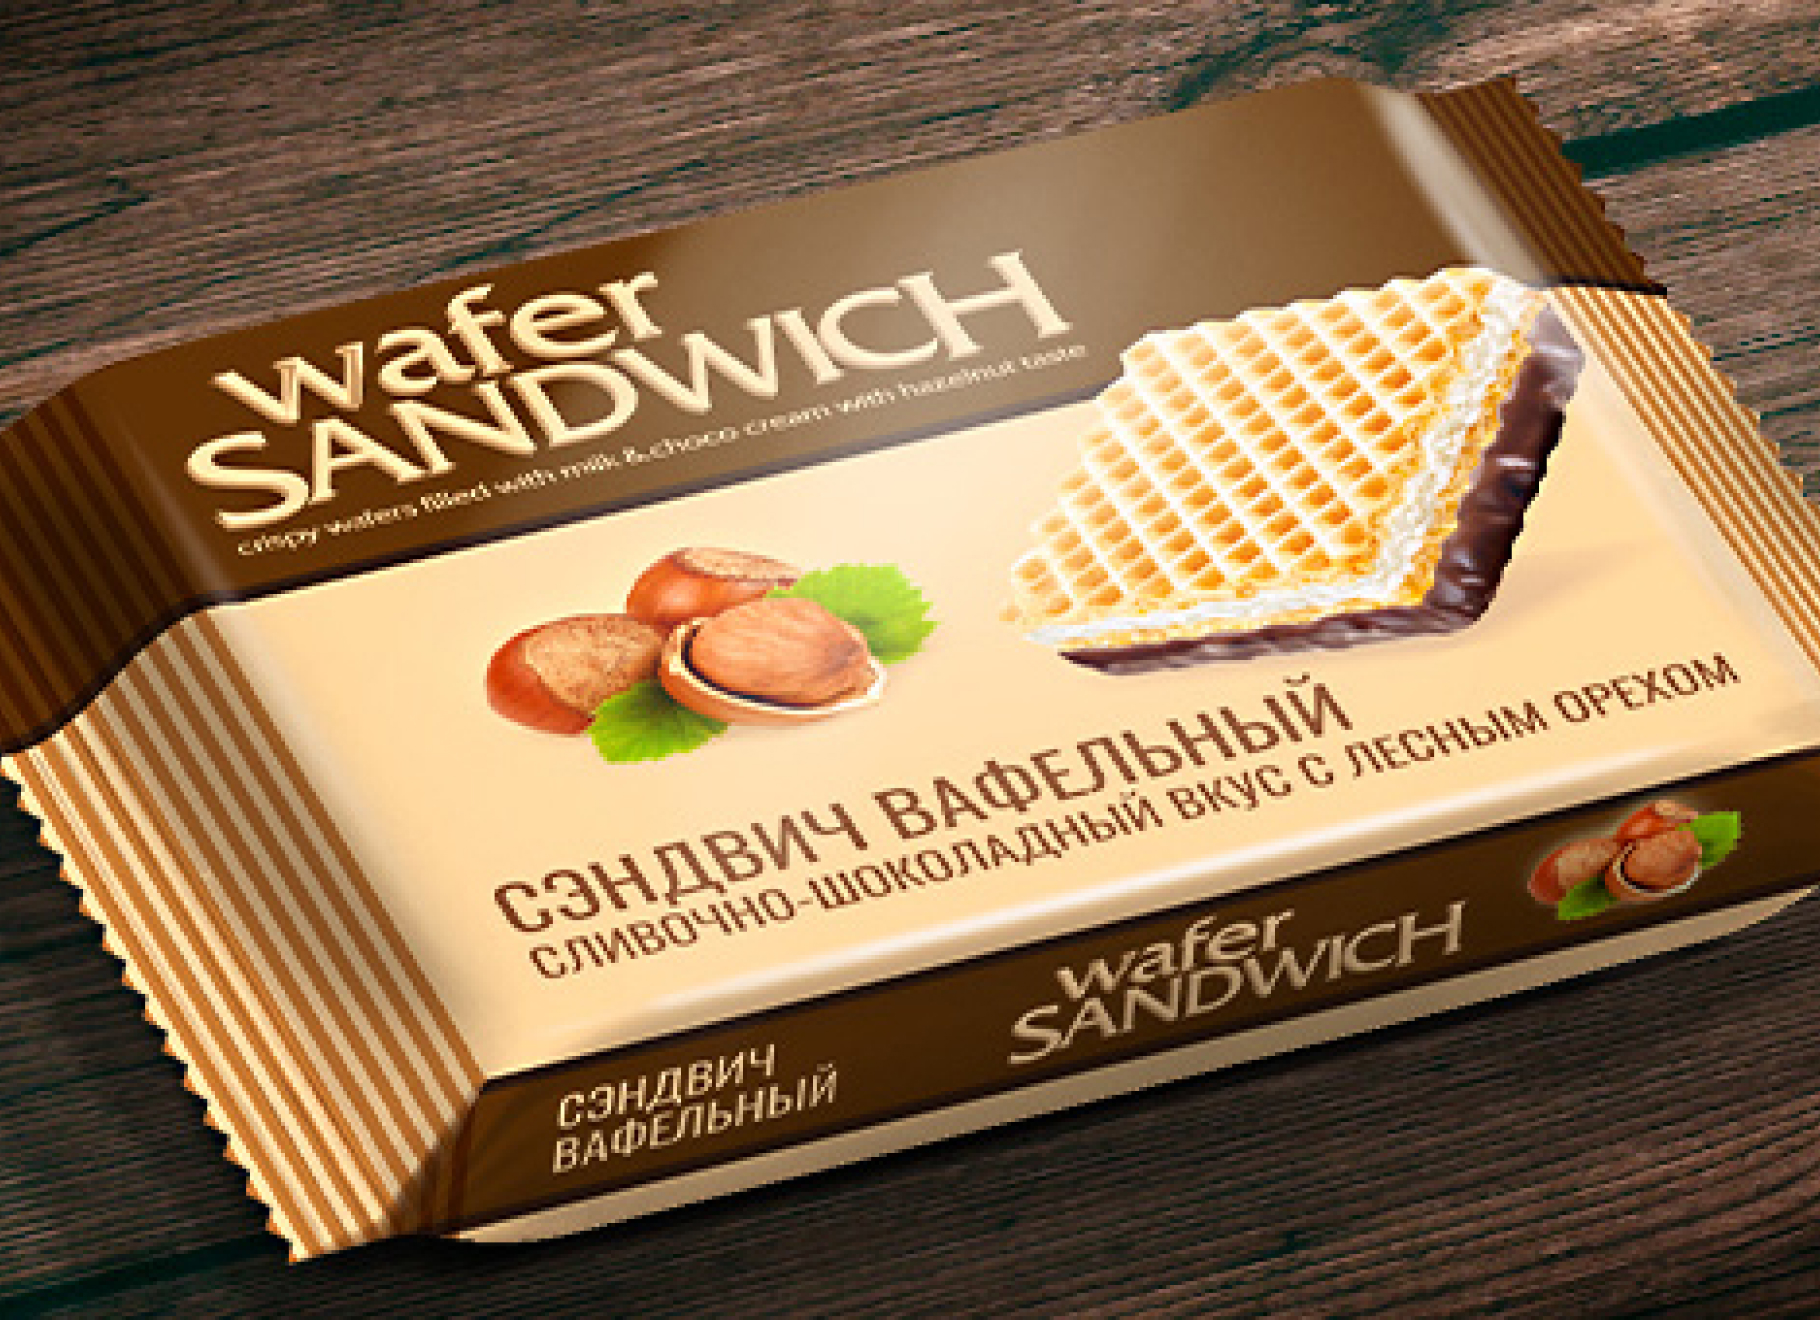 wafer
SANDWICH
crispy wafers filled with milk & choco cream with hazelnut taste
СЭНДВИЧ ВАФЕЛЬНЫЙ
СЛИВОЧНО-ШОКОЛАДНЫЙ ВКУС С ЛЕСНЫМ ОРЕХОМ
wafer
SANDWICH
СЭНДВИЧ
ВАФЕЛЬНЫЙ